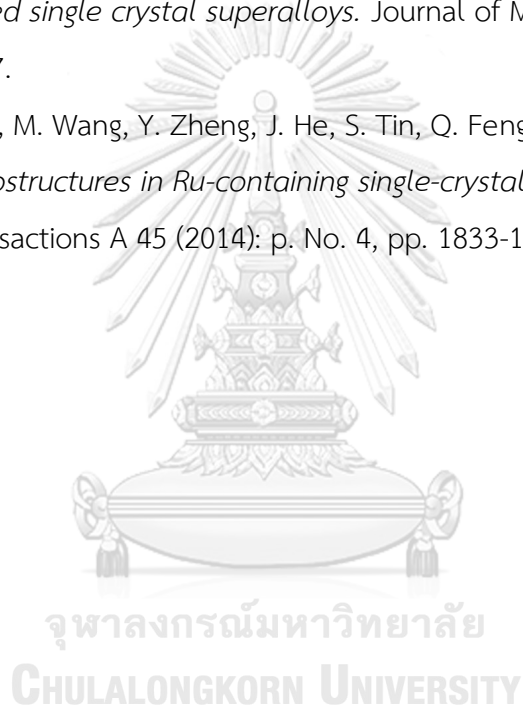 ed single crystal superalloys. Journal of M
7.
, M. Wang, Y. Zheng, J. He, S. Tin, Q. Feng
ostructures in Ru-containing single-crystal
sactions A 45 (2014): p. No. 4, pp. 1833-1
จุฬาลงกรณ์มหาวิทยาลัย
CHULALONGKORN UNIVERSITY